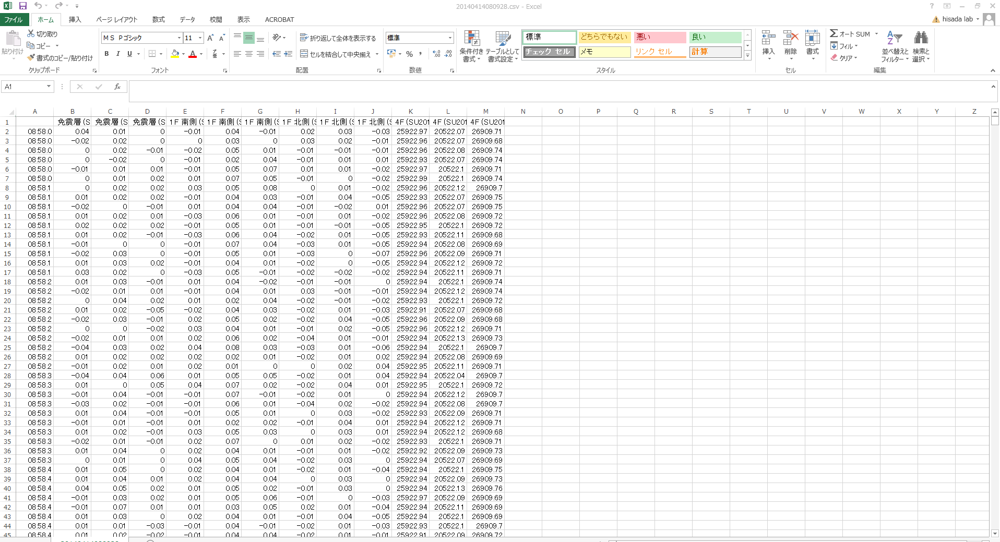 20140414080928.csv - Excel
ファイル ホーム 挿入 ページ レイアウト 数式 データ 校閲 表示 ACROBAT hisada lab
貼り付け 切り取り コピー 書式のコピー/貼り付け クリップボード
ＭＳ Ｐゴシック 11 B I U フォント
折り返して全体を表示する セルを結合して中央揃え 配置
標準 % 数値
条件付き書式 テーブルとして書式設定 標準 どちらでもない 悪い 良い
チェック セル メモ リンク セル 計算 スタイル
挿入 削除 書式 セル
オート SUM フィル クリア 並べ替えと フィルター 検索と 選択 編集
A1 fx
A B C D E F G H I J K L M N O P Q R S T U V W X Y Z
1 免震層 (S 免震層 (S 免震層 (S 1F 南側 (S 1F 南側 (S 1F 南側 (S 1F 北側 (S 1F 北側 (S 1F 北側 (S 4F (SU201 4F (SU201 4F (SU201
2 08:58.0 0.04 0.01 0 -0.01 0.04 -0.01 0.02 0.03 -0.03 25922.97 20522.07 26909.71
3 08:58.0 -0.02 0.02 0 0 0.03 0 0.03 0.02 -0.01 25922.96 20522.07 26909.68
4 08:58.0 0 0.02 -0.01 -0.02 0.05 0.01 -0.01 -0.01 -0.01 25922.96 20522.08 26909.74
5 08:58.0 0 -0.02 0 -0.01 0.02 0.04 -0.01 0.01 0.01 25922.93 20522.07 26909.74
6 08:58.0 -0.01 0.01 0.01 -0.01 0.05 0.07 0.01 0.01 -0.02 25922.97 20522.1 26909.71
7 08:58.0 0 0.01 0.02 0.01 0.07 0.05 -0.01 0 -0.02 25922.99 20522.1 26909.74
8 08:58.1 0 0.02 0.02 0.03 0.05 0.08 0 0.01 -0.02 25922.96 20522.12 26909.7
9 08:58.1 0.01 0.02 0.02 -0.01 0.04 0.03 -0.01 0.04 -0.05 25922.93 20522.07 26909.75
10 08:58.1 -0.02 0 -0.01 0.01 0.04 0.04 -0.01 -0.02 0.01 25922.96 20522.07 26909.75
11 08:58.1 0.01 0.02 0.01 -0.03 0.06 0.01 -0.01 0.01 -0.02 25922.96 20522.08 26909.72
12 08:58.1 0.02 0.02 0.02 -0.01 0.05 0.01 -0.01 -0.01 -0.05 25922.95 20522.1 26909.72
13 08:58.1 0.01 0.02 -0.01 -0.03 0.06 0.04 -0.02 0.01 -0.05 25922.93 20522.11 26909.68
14 08:58.1 -0.01 0 0 -0.01 0.07 0.04 -0.03 0.01 -0.05 25922.94 20522.08 26909.69
15 08:58.1 -0.02 0.03 0 -0.01 0.05 0.01 -0.03 0 -0.07 25922.96 20522.09 26909.71
16 08:58.1 0.01 0.03 0.02 -0.01 0.04 0.01 -0.02 0 -0.05 25922.94 20522.12 26909.72
17 08:58.1 0.03 0.02 0 -0.03 0.05 -0.01 -0.02 -0.02 -0.02 25922.94 20522.11 26909.71
18 08:58.2 0.01 0.03 -0.01 0.01 0.04 -0.02 -0.01 -0.01 0 25922.94 20522.1 26909.74
19 08:58.2 -0.02 0.01 0.01 -0.01 0.04 0.01 0.03 -0.01 -0.01 25922.94 20522.12 26909.74
20 08:58.2 0 0.04 0.02 0.01 0.02 0.04 -0.02 -0.01 -0.02 25922.93 20522.1 26909.72
21 08:58.2 0.01 0.02 -0.05 -0.02 0.04 0.03 -0.02 0.01 -0.03 25922.91 20522.07 26909.68
22 08:58.2 -0.02 0.03 -0.01 0.02 0.05 0.02 -0.02 0.04 -0.05 25922.96 20522.09 26909.68
23 08:58.2 0 0 -0.02 0.03 0.04 0.01 -0.01 0.02 -0.05 25922.96 20522.12 26909.71
24 08:58.2 -0.02 0.01 0.01 0.02 0.06 0.02 -0.04 0.01 -0.01 25922.94 20522.13 26909.73
25 08:58.2 -0.04 0.03 0.02 0.04 0.08 0.03 -0.03 0.01 -0.06 25922.94 20522.1 26909.7
26 08:58.2 0.01 0.02 0.02 0.02 0.02 0.01 -0.02 0.01 0.02 25922.94 20522.08 26909.69
27 08:58.2 -0.01 0.02 0.01 0.02 0.01 0 0 0.02 0.04 25922.95 20522.11 26909.71
28 08:58.3 -0.04 0.04 0.06 0.01 0.05 0.05 -0.02 0.01 0.04 25922.94 20522.04 26909.7
29 08:58.3 0.01 0 0.05 0.04 0.07 0.02 -0.02 0.04 0.01 25922.95 20522.1 26909.72
30 08:58.3 -0.01 0.04 -0.01 -0.01 0.07 -0.01 -0.02 0.01 0 25922.94 20522.12 26909.7
31 08:58.3 -0.03 0.02 -0.01 -0.01 0.06 0.01 -0.04 0.02 -0.02 25922.94 20522.08 26909.7
32 08:58.3 0.01 0.04 -0.01 -0.01 0.05 0.01 0 0.03 -0.02 25922.93 20522.09 26909.71
33 08:58.3 -0.01 0.01 -0.01 0.01 0.02 0.02 -0.01 0.04 0.01 25922.94 20522.12 26909.71
34 08:58.3 0.01 0.02 -0.01 0.03 0.05 0.03 0 0.03 0.01 25922.94 20522.12 26909.68
35 08:58.3 -0.02 0.01 -0.01 0.02 0.07 0 0.01 0.02 -0.02 25922.93 20522.1 26909.71
36 08:58.3 0.01 0.04 0 0.02 0.04 0.01 -0.01 0.01 -0.02 25922.92 20522.09 26909.73
37 08:58.3 0 0.01 0 0.04 0.05 0.04 -0.02 0.03 0 25922.94 20522.07 26909.69
38 08:58.4 0.01 0.05 0 0.02 0.04 0.01 -0.02 0.01 -0.04 25922.94 20522.1 26909.75
39 08:58.4 0.01 0.04 0.01 0.02 0.04 0.04 0 0.03 0 25922.94 20522.09 26909.73
40 08:58.4 0.04 0.05 0.02 0.01 0.05 0.02 -0.01 0.03 0 25922.94 20522.13 26909.76
41 08:58.4 -0.01 0.03 0.02 0.01 0.05 0.06 -0.01 0 -0.03 25922.97 20522.09 26909.69
42 08:58.4 -0.01 0.07 0.01 0.01 0.03 0.05 0.02 0.01 -0.04 25922.94 20522.11 26909.69
43 08:58.4 0.01 0.03 0 0.02 0.04 0.01 -0.01 0.04 -0.05 25922.94 20522.1 26909.69
44 08:58.4 0.01 0.01 -0.03 -0.01 0.04 -0.01 -0.02 0.01 -0.03 25922.93 20522.1 26909.7
45 08:58.4 0.01 0.02 -0.02 -0.01 0.04 0.04 -0.02 0.01 -0.01 25922.91 20522.09 26909.72